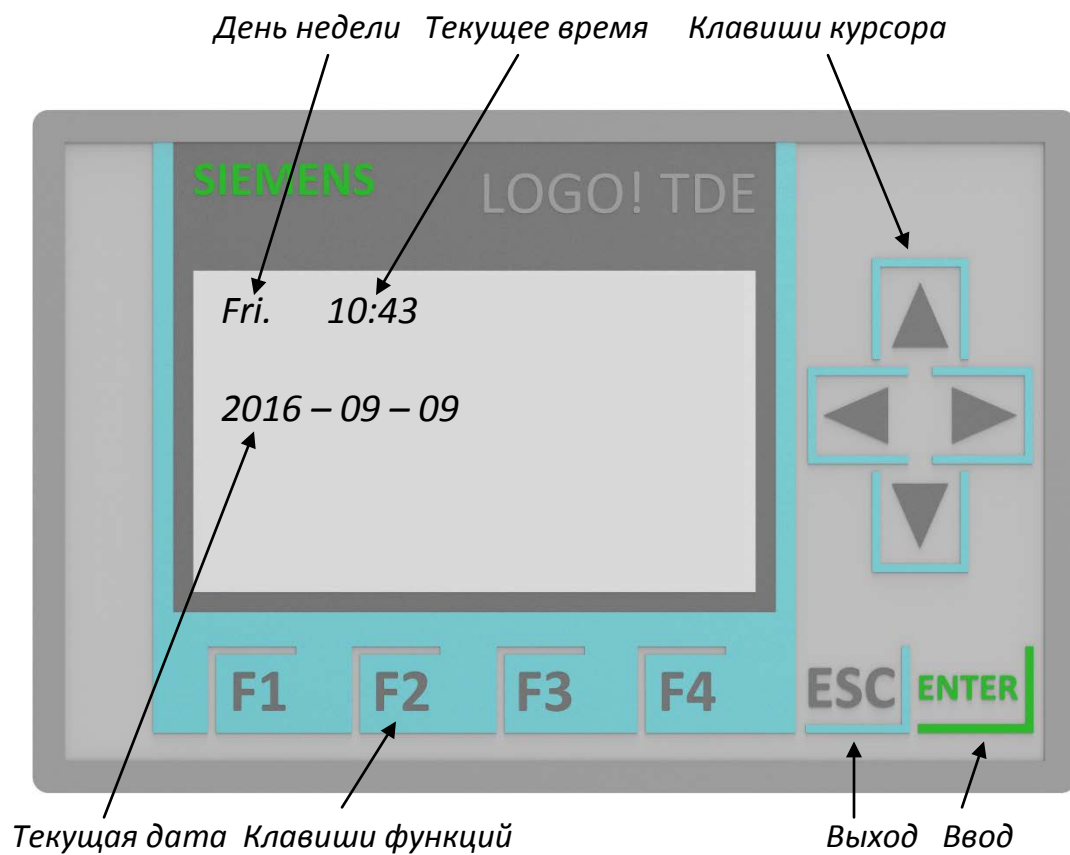 День недели Текущее время Клавиши курсора
SIEMENS LOGO! TDE
Fri. 10:43
2016 – 09 – 09
F1 F2 F3 F4 ESC ENTER
Текущая дата Клавиши функций Выход Ввод